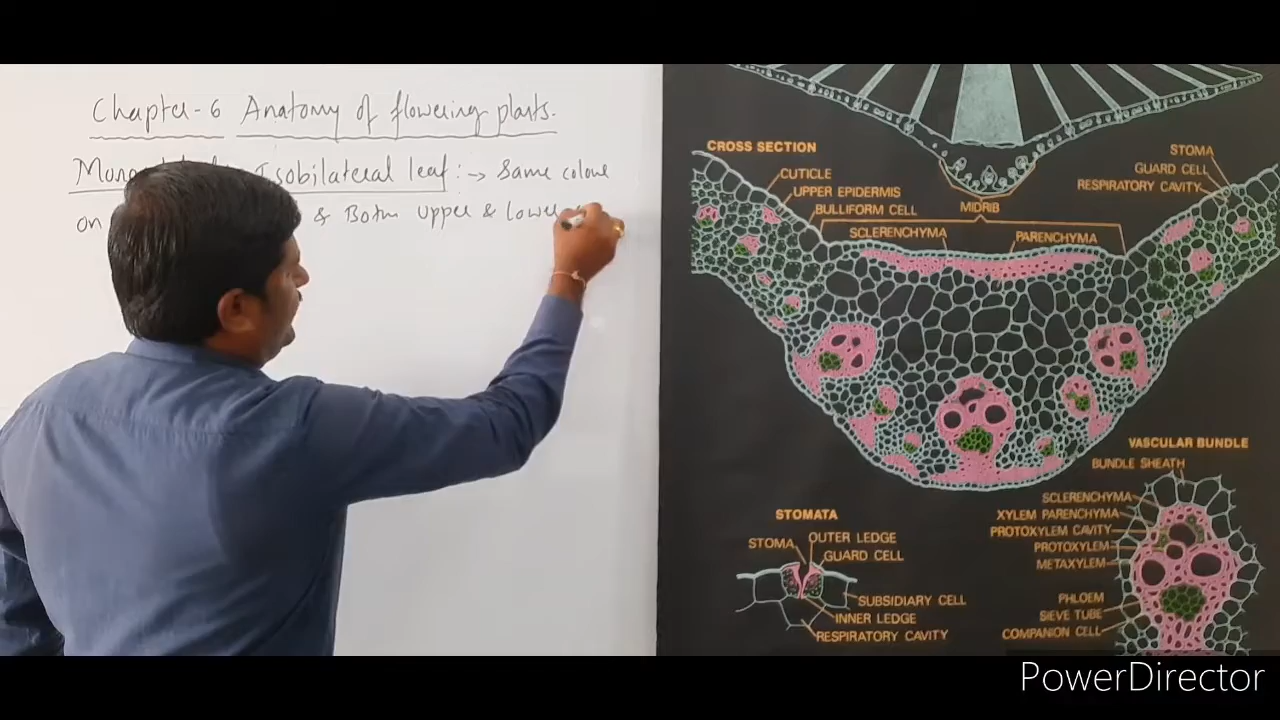 Chapter-6 Anatomy of flowering plants.
Isobilateral leaf :→ Same colour
on & Both upper & lower
CROSS SECTION
CUTICLE
UPPER EPIDERMIS
BULLIFORM CELL
MIDRIB
SCLERENCHYMA
PARENCHYMA
STOMA
GUARD CELL
RESPIRATORY CAVITY
VASCULAR BUNDLE
BUNDLE SHEATH
SCLERENCHYMA
XYLEM PARENCHYMA
PROTOXYLEM CAVITY
PROTOXYLEM
METAXYLEM
PHLOEM
SIEVE TUBE
COMPANION CELL
STOMATA
STOMA
OUTER LEDGE
GUARD CELL
SUBSIDIARY CELL
INNER LEDGE
RESPIRATORY CAVITY
PowerDirector